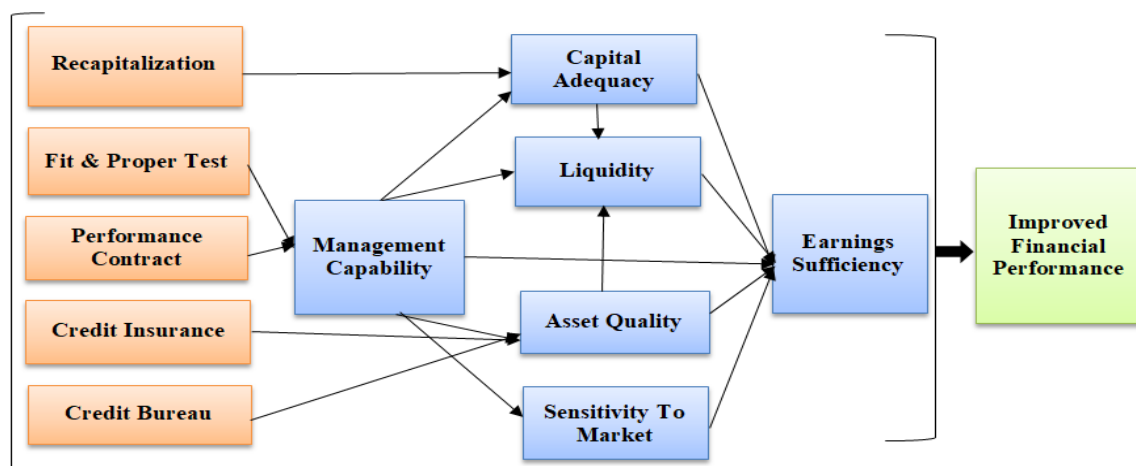 Recapitalization
Fit & Proper Test
Performance
Contract
Credit Insurance
Credit Bureau
Management
Capability
Capital
Adequacy
Liquidity
Asset Quality
Sensitivity To
Market
Earnings
Sufficiency
Improved
Financial
Performance